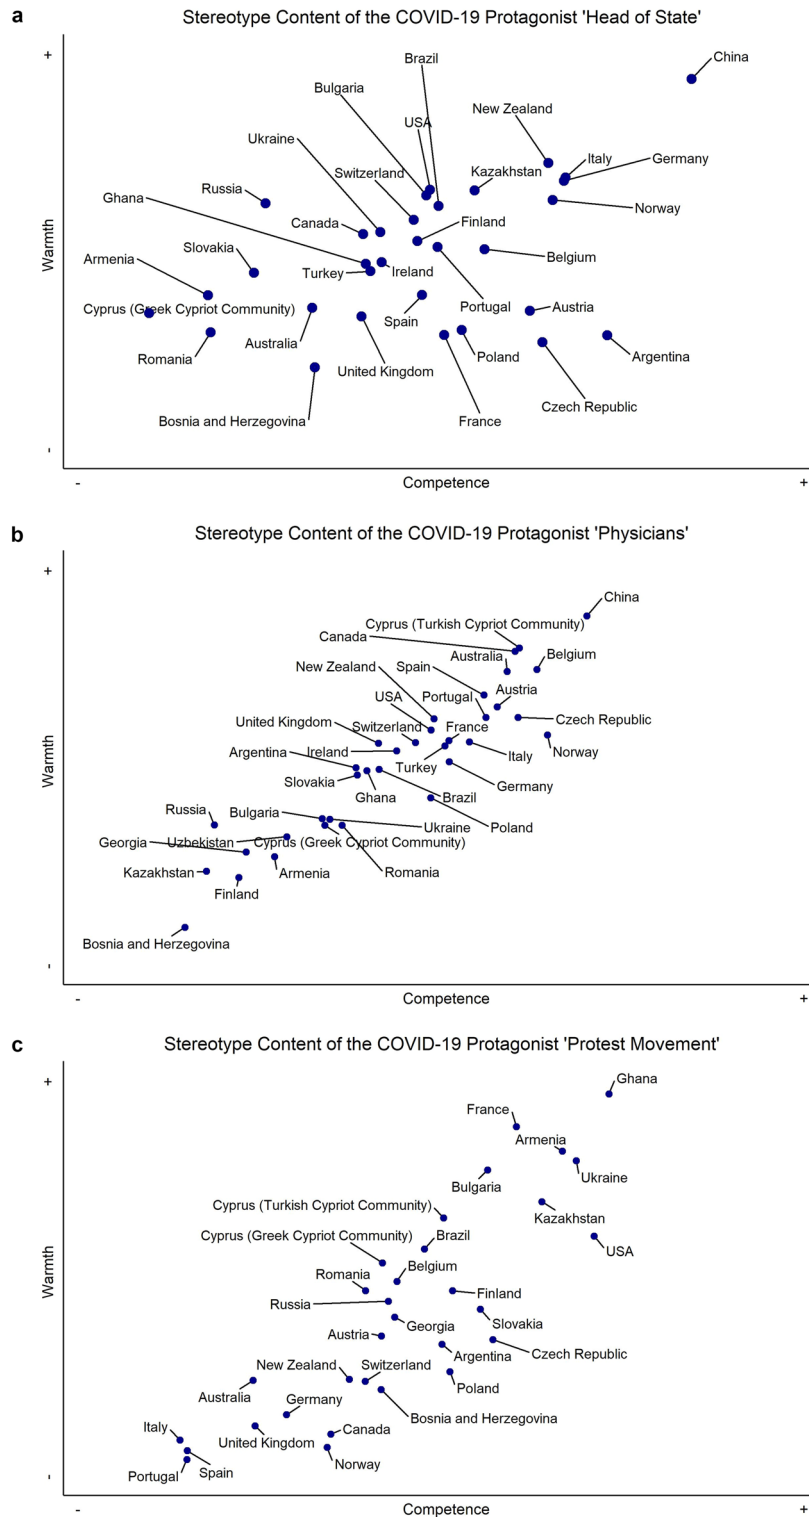 a
Stereotype Content of the COVID-19 Protagonist 'Head of State'
+
Brazil
China
Bulgaria
New Zealand
USA
Ukraine
Italy
Germany
Switzerland
Kazakhstan
Russia
Ghana
Norway
Canada
Finland
Warmth
Slovakia
Belgium
Armenia
Turkey
Ireland
Cyprus (Greek Cypriot Community)
Portugal
Austria
Spain
Australia
Romania
Poland
Argentina
United Kingdom
Czech Republic
Bosnia and Herzegovina
France
-
-
Competence
+
b
Stereotype Content of the COVID-19 Protagonist 'Physicians'
+
China
Cyprus (Turkish Cypriot Community)
Canada
Australia
Belgium
New Zealand
Spain
Austria
USA
Portugal
United Kingdom
Switzerland
France
Czech Republic
Warmth
Argentina
Ireland
Italy
Norway
Turkey
Slovakia
Germany
Ghana
Brazil
Russia
Bulgaria
Ukraine
Poland
Georgia
Uzbekistan
Cyprus (Greek Cypriot Community)
Kazakhstan
Armenia
Romania
Finland
Bosnia and Herzegovina
-
-
Competence
+
c
Stereotype Content of the COVID-19 Protagonist 'Protest Movement'
+
Ghana
France
Armenia
Ukraine
Bulgaria
Cyprus (Turkish Cypriot Community)
Kazakhstan
Cyprus (Greek Cypriot Community)
Brazil
USA
Warmth
Belgium
Romania
Finland
Russia
Slovakia
Georgia
Austria
Argentina
Czech Republic
New Zealand
Switzerland
Poland
Australia
Germany
Bosnia and Herzegovina
Italy
Canada
United Kingdom
Norway
Spain
Portugal
-
-
Competence
+